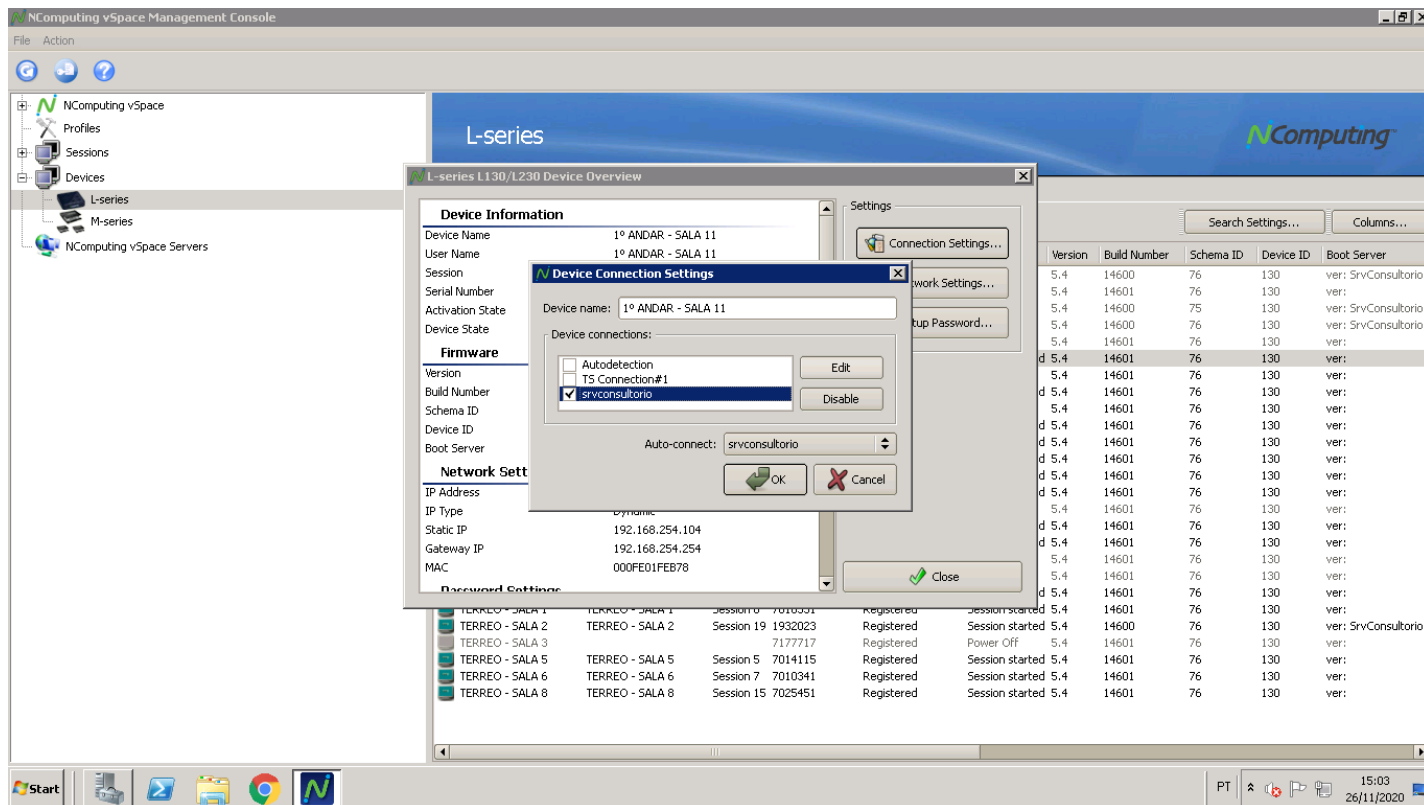 NComputing vSpace Management Console
File Action
NComputing vSpace
Profiles
Sessions
Devices
L-series
M-series
NComputing vSpace Servers
L-series
NComputing
Search Settings...
Columns...
Version Build Number Schema ID Device ID Boot Server
5.4 14600 76 130 ver: SrvConsultorio
5.4 14601 76 130 ver:
5.4 14600 75 130 ver: SrvConsultorio
5.4 14600 76 130 ver: SrvConsultorio
5.4 14601 76 130 ver:
d 5.4 14601 76 130 ver:
5.4 14601 76 130 ver:
d 5.4 14601 76 130 ver:
5.4 14601 76 130 ver:
d 5.4 14601 76 130 ver:
d 5.4 14601 76 130 ver:
d 5.4 14601 76 130 ver:
d 5.4 14601 76 130 ver:
d 5.4 14601 76 130 ver:
5.4 14601 76 130 ver:
d 5.4 14601 76 130 ver:
d 5.4 14601 76 130 ver:
5.4 14601 76 130 ver:
5.4 14601 76 130 ver:
d 5.4 14601 76 130 ver:
TERREO - SALA 1 TERREO - SALA 1 Session 6 7010331 Registered Session started 5.4 14601 76 130 ver:
TERREO - SALA 2 TERREO - SALA 2 Session 19 1932023 Registered Session started 5.4 14600 76 130 ver: SrvConsultorio
TERREO - SALA 3 7177717 Registered Power Off 5.4 14601 76 130 ver:
TERREO - SALA 5 TERREO - SALA 5 Session 5 7014115 Registered Session started 5.4 14601 76 130 ver:
TERREO - SALA 6 TERREO - SALA 6 Session 7 7010341 Registered Session started 5.4 14601 76 130 ver:
TERREO - SALA 8 TERREO - SALA 8 Session 15 7025451 Registered Session started 5.4 14601 76 130 ver:
L-series L130/L230 Device Overview
Device Information
Device Name 1º ANDAR - SALA 11
User Name 1º ANDAR - SALA 11
Session
Serial Number
Activation State
Device State
Firmware
Version
Build Number
Schema ID
Device ID
Boot Server
Network Sett
IP Address
IP Type Dynamic
Static IP 192.168.254.104
Gateway IP 192.168.254.254
MAC 000FE01FEB78
Password Settings
Settings
Connection Settings...
work Settings...
tup Password...
Close
Device Connection Settings
Device name: 1º ANDAR - SALA 11
Device connections:
Autodetection
TS Connection#1
srvconsultorio
Edit
Disable
Auto-connect: srvconsultorio
OK
Cancel
Start
PT
15:03
26/11/2020